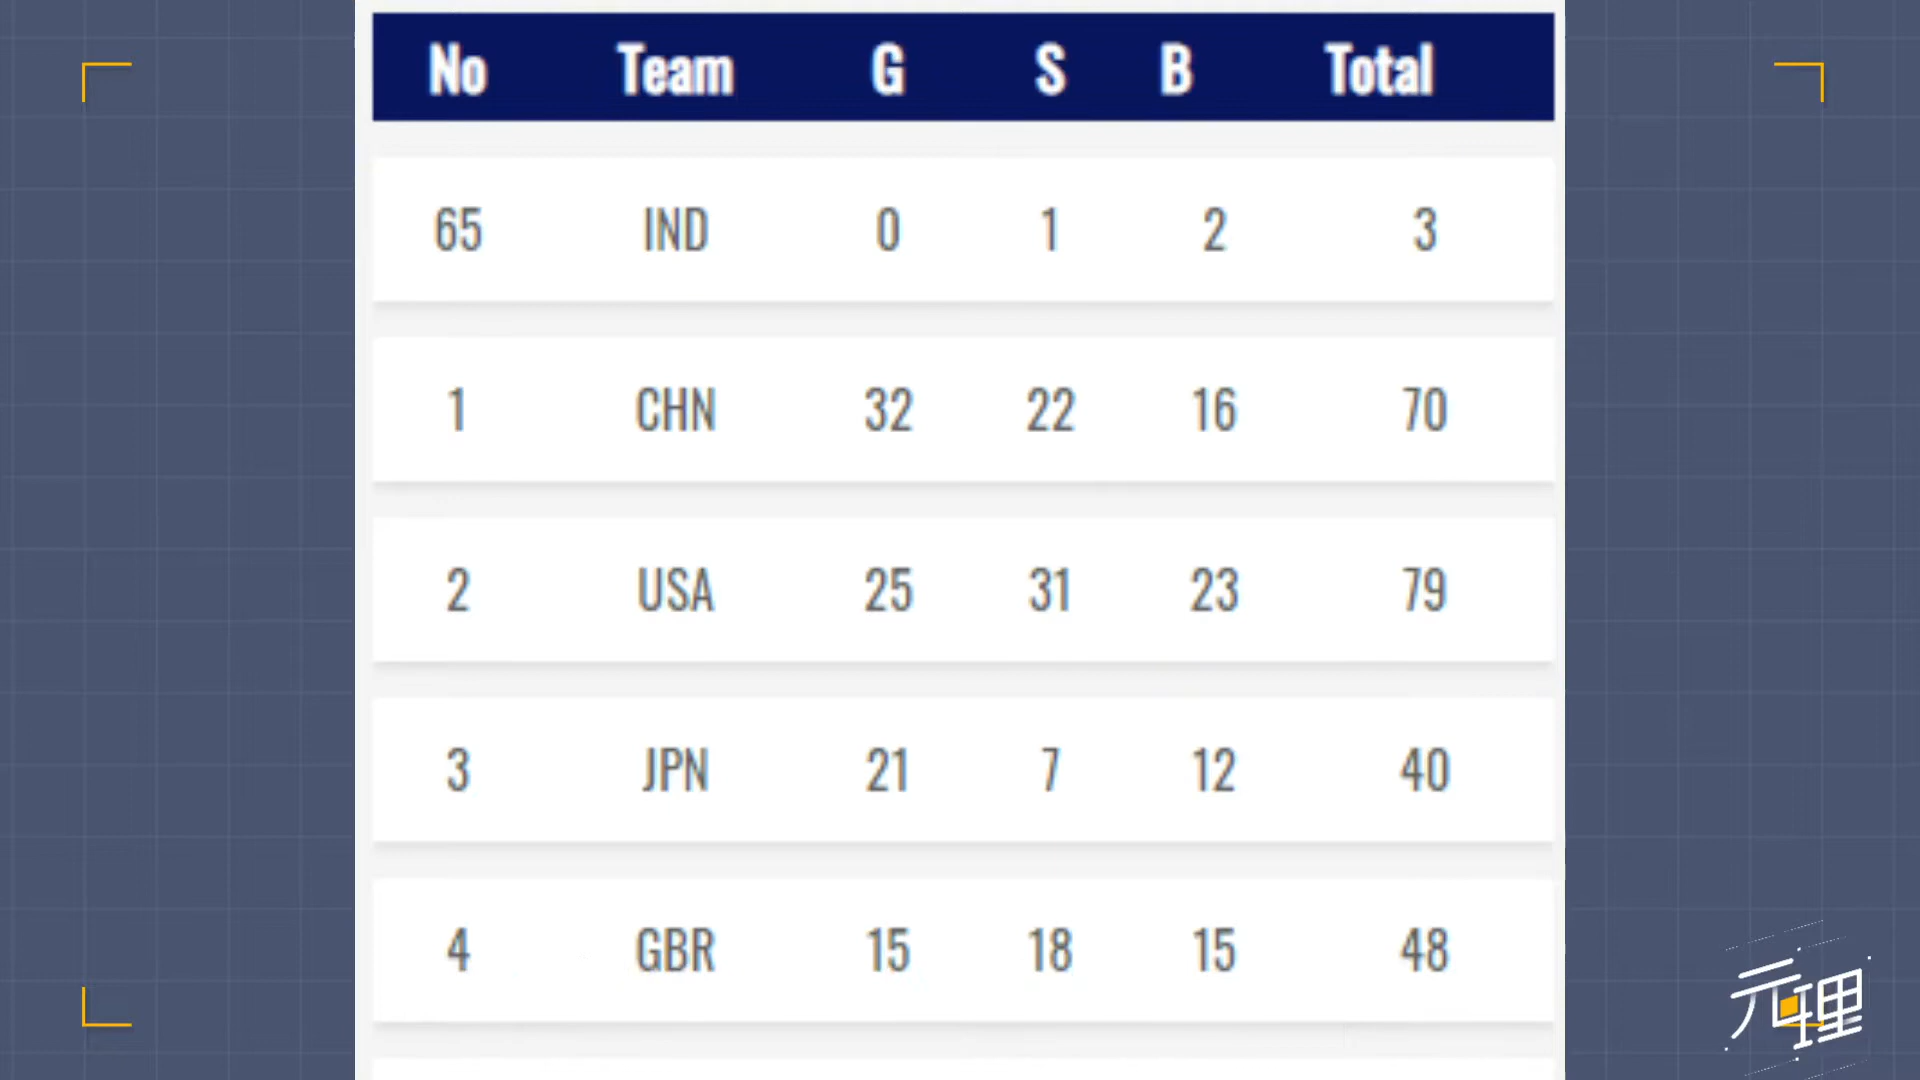 No Team G S B Total
65 IND 0 1 2 3
1 CHN 32 22 16 70
2 USA 25 31 23 79
3 JPN 21 7 12 40
4 GBR 15 18 15 48
元理